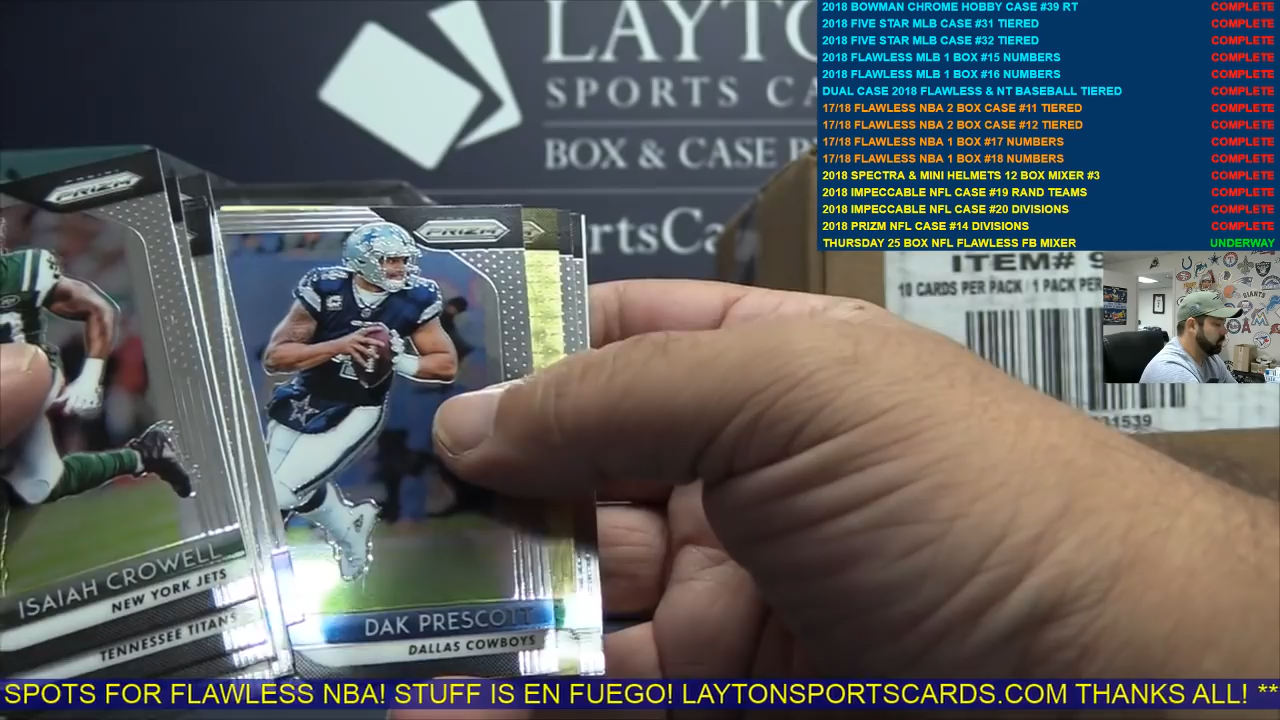 2018 BOWMAN CHROME HOBBY CASE #39 RT COMPLETE
2018 FIVE STAR MLB CASE #31 TIERED COMPLETE
2018 FIVE STAR MLB CASE #32 TIERED COMPLETE
2018 FLAWLESS MLB 1 BOX #15 NUMBERS COMPLETE
2018 FLAWLESS MLB 1 BOX #16 NUMBERS COMPLETE
DUAL CASE 2018 FLAWLESS & NT BASEBALL TIERED COMPLETE
17/18 FLAWLESS NBA 2 BOX CASE #11 TIERED COMPLETE
17/18 FLAWLESS NBA 2 BOX CASE #12 TIERED COMPLETE
17/18 FLAWLESS NBA 1 BOX #17 NUMBERS COMPLETE
17/18 FLAWLESS NBA 1 BOX #18 NUMBERS COMPLETE
2018 SPECTRA & MINI HELMETS 12 BOX MIXER #3 COMPLETE
2018 IMPECCABLE NFL CASE #19 RAND TEAMS COMPLETE
2018 IMPECCABLE NFL CASE #20 DIVISIONS COMPLETE
2018 PRIZM NFL CASE #14 DIVISIONS COMPLETE
THURSDAY 25 BOX NFL FLAWLESS FB MIXER UNDERWAY
LAYTO
SPORTS CA
BOX & CASE
rtsCa
ITEM# 9
10 CARDS PER PACK / 1 PACK PER
31539
PRIZM
PRIZM
ISAIAH CROWELL
NEW YORK JETS
TENNESSEE TITANS
DAK PRESCOTT
DALLAS COWBOYS
SPOTS FOR FLAWLESS NBA! STUFF IS EN FUEGO! LAYTONSPORTSCARDS.COM THANKS ALL! **